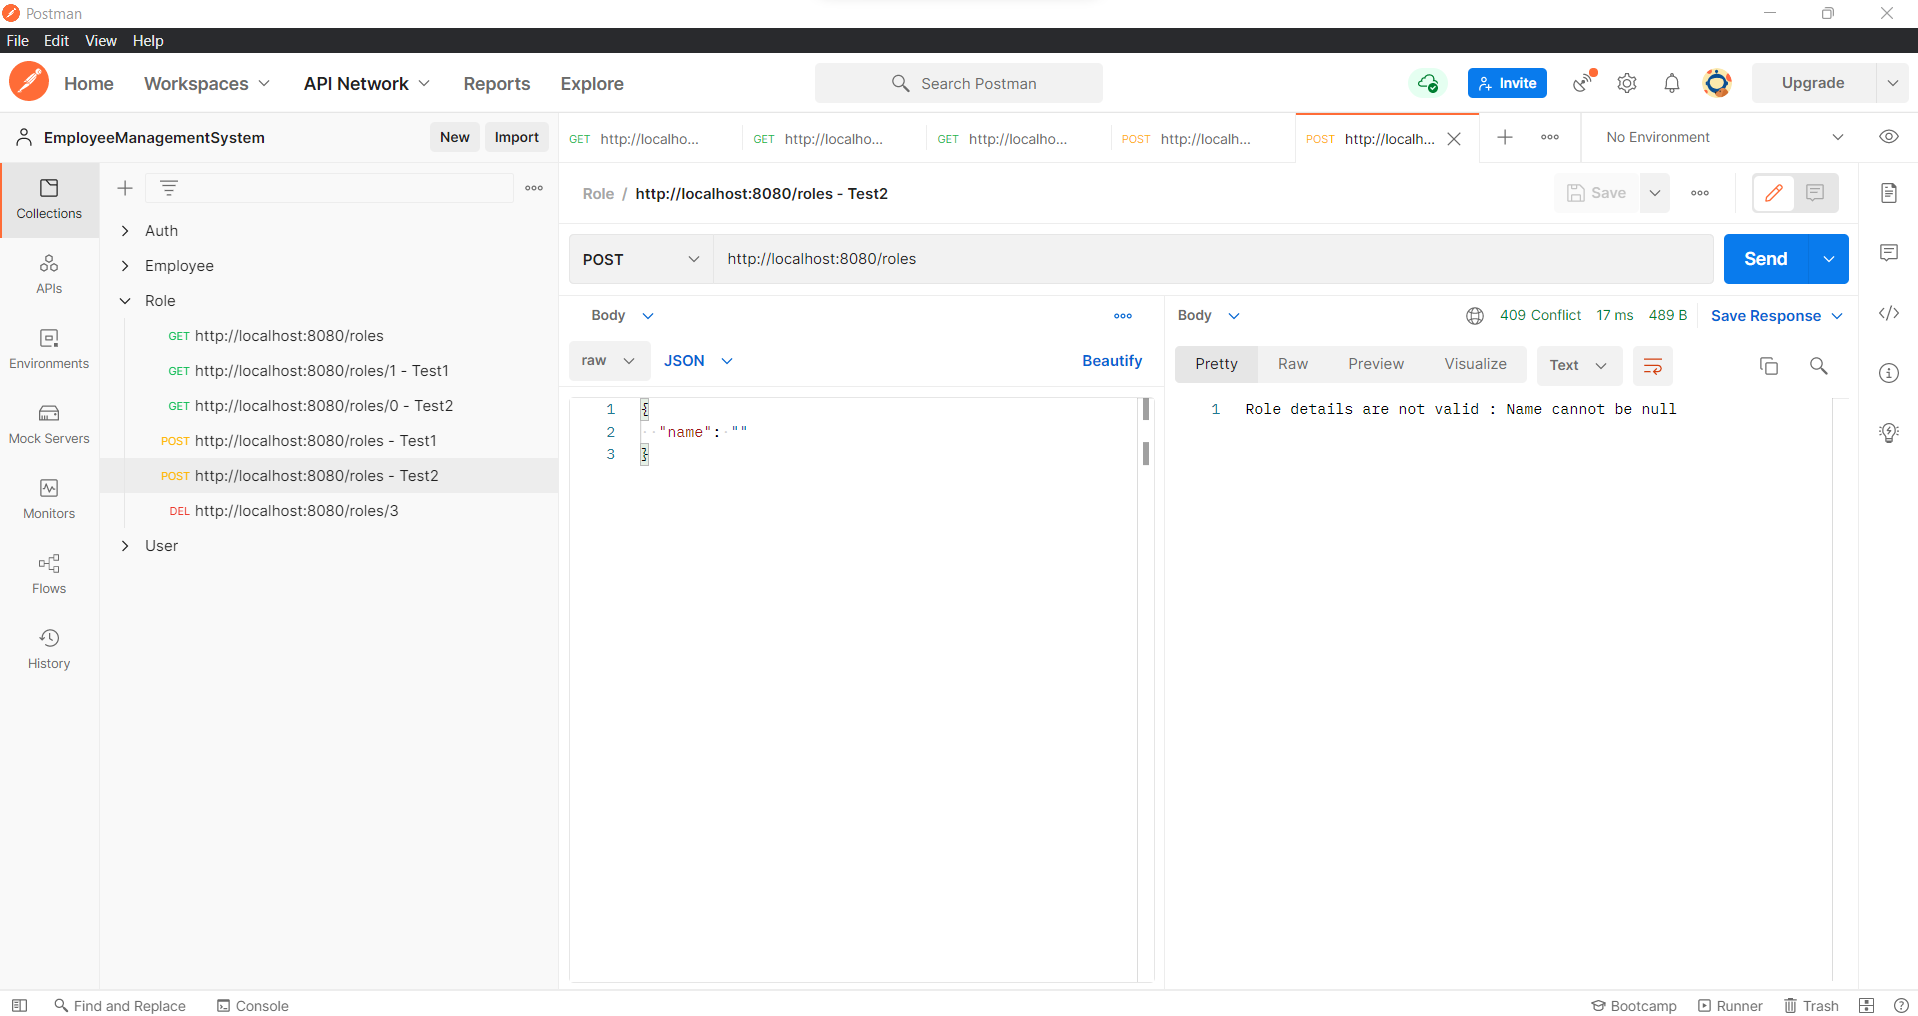 Postman
File Edit View Help
Home Workspaces API Network Reports Explore Search Postman Invite Upgrade
EmployeeManagementSystem New Import
GET http://localho... GET http://localho... GET http://localho... POST http://localh... POST http://localh... No Environment
Role / http://localhost:8080/roles - Test2 Save
POST http://localhost:8080/roles Send
Collections
APIs
Environments
Mock Servers
Monitors
Flows
History
Auth
Employee
Role
GET http://localhost:8080/roles
GET http://localhost:8080/roles/1 - Test1
GET http://localhost:8080/roles/0 - Test2
POST http://localhost:8080/roles - Test1
POST http://localhost:8080/roles - Test2
DEL http://localhost:8080/roles/3
User
Body
raw JSON Beautify
1 {
2 "name": ""
3 }
Body 409 Conflict 17 ms 489 B Save Response
Pretty Raw Preview Visualize Text
1 Role details are not valid : Name cannot be null
Find and Replace Console Bootcamp Runner Trash